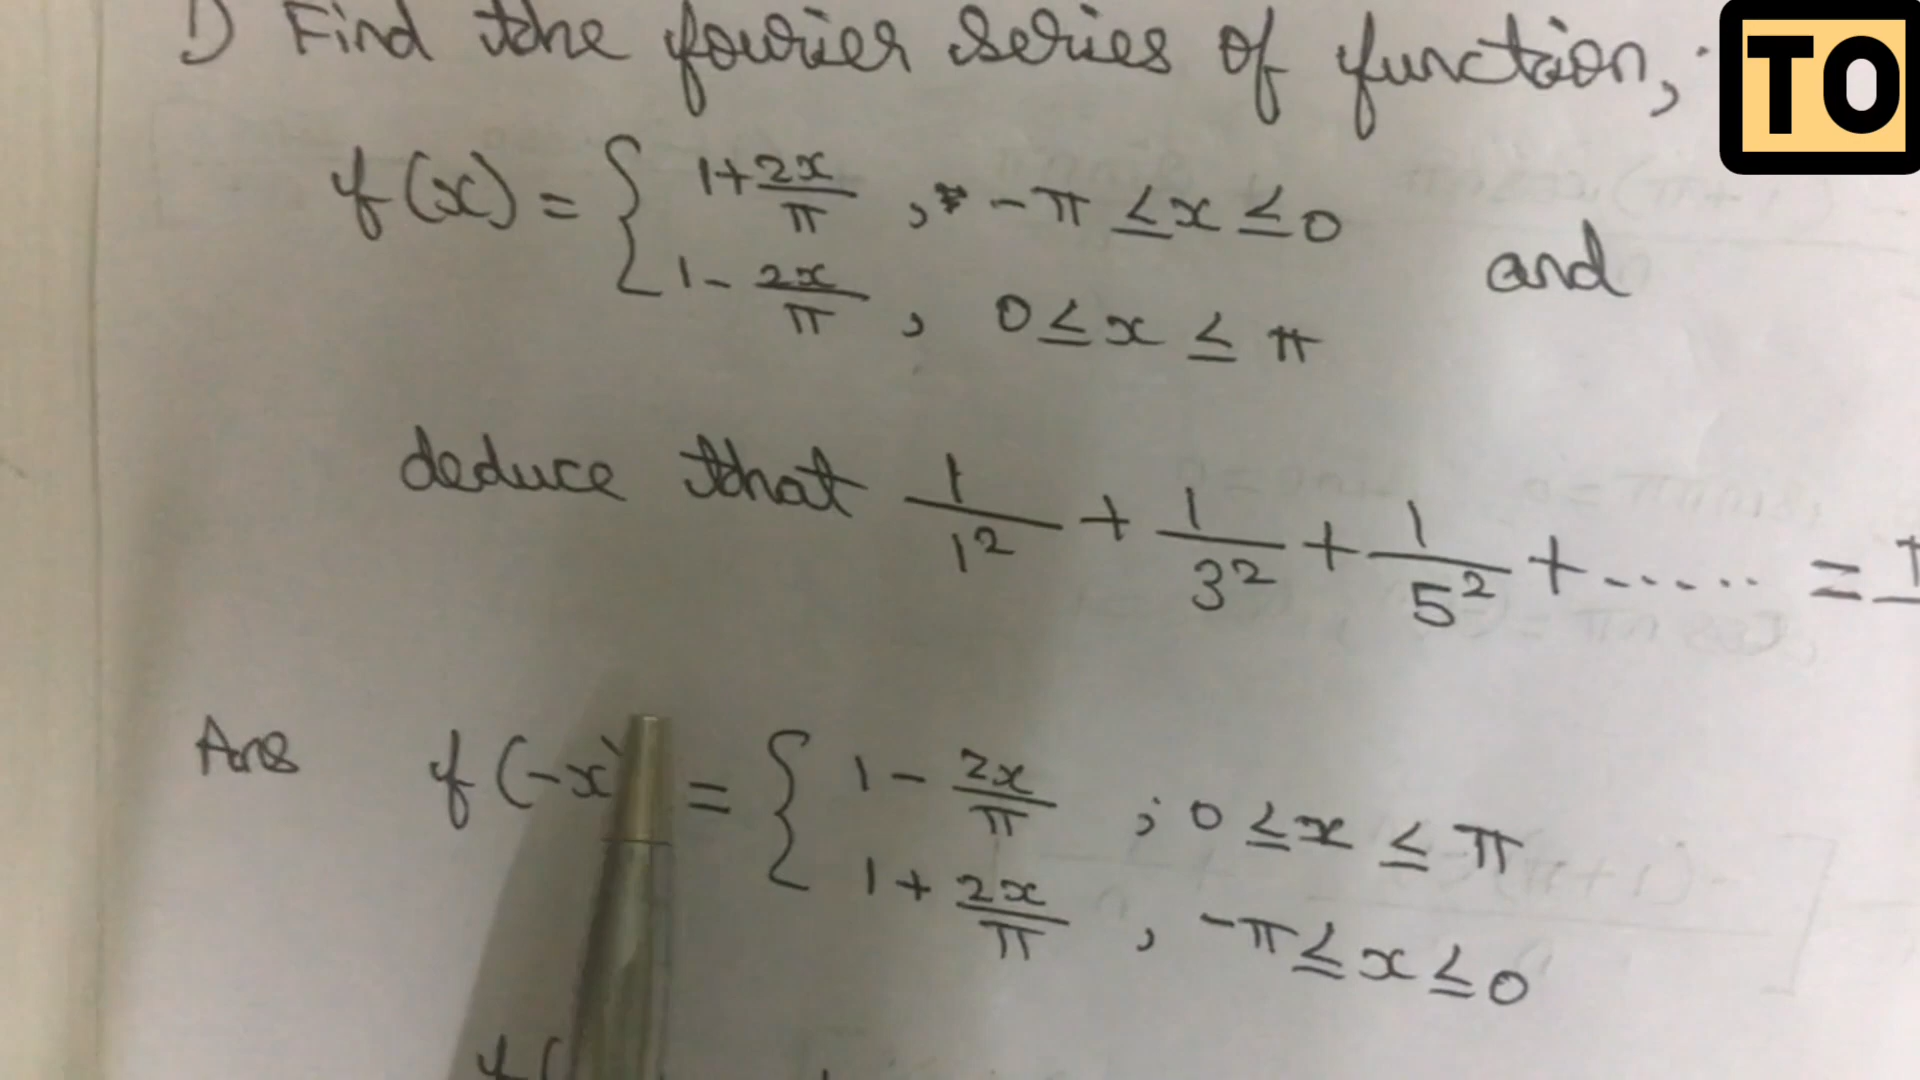 TO
1) Find the fourier series of function,
f(x) = { 1+2x/π , -π ≤ x ≤ 0
1 - 2x/π , 0 ≤ x ≤ π and
deduce that 1/1² + 1/3² + 1/5² + ..... =
Ans f(-x) = { 1 - 2x/π ; 0 ≤ x ≤ π
1 + 2x/π , -π ≤ x ≤ 0
f(